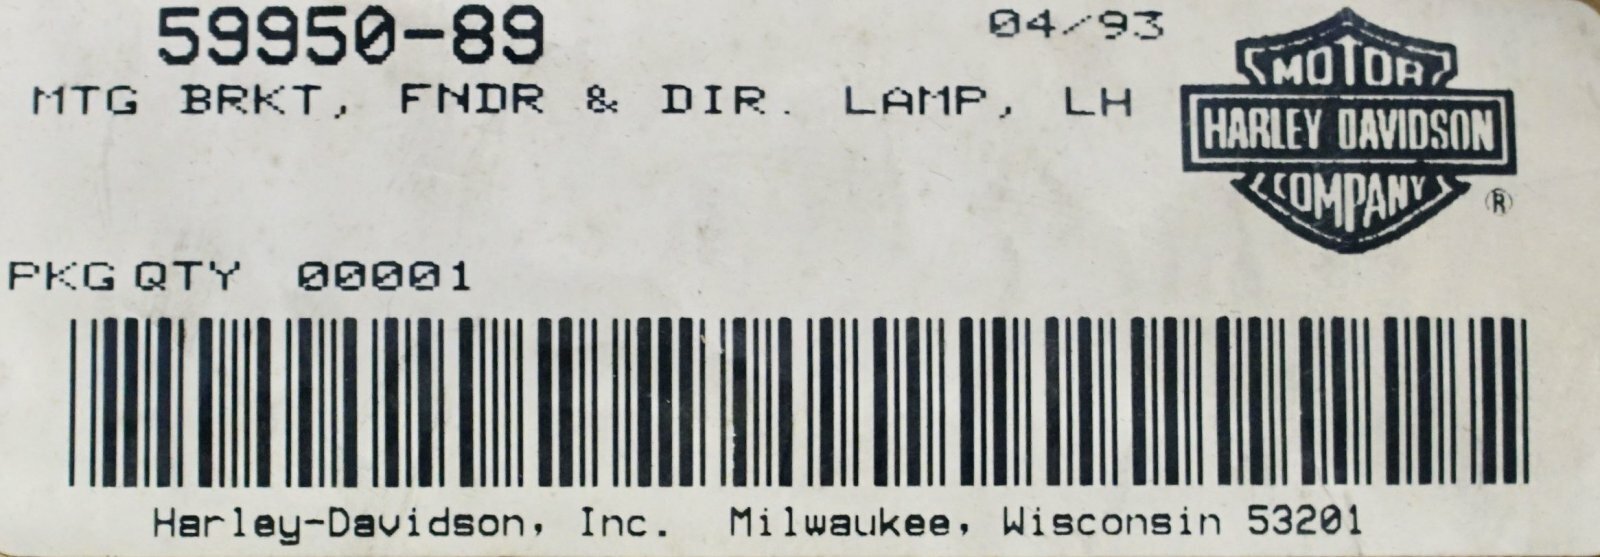 59950-89
04/93
MTG BRKT, FNDR & DIR. LAMP, LH
MOTOR
HARLEY DAVIDSON
COMPANY
®
PKG QTY 00001
Harley-Davidson, Inc. Milwaukee, Wisconsin 53201